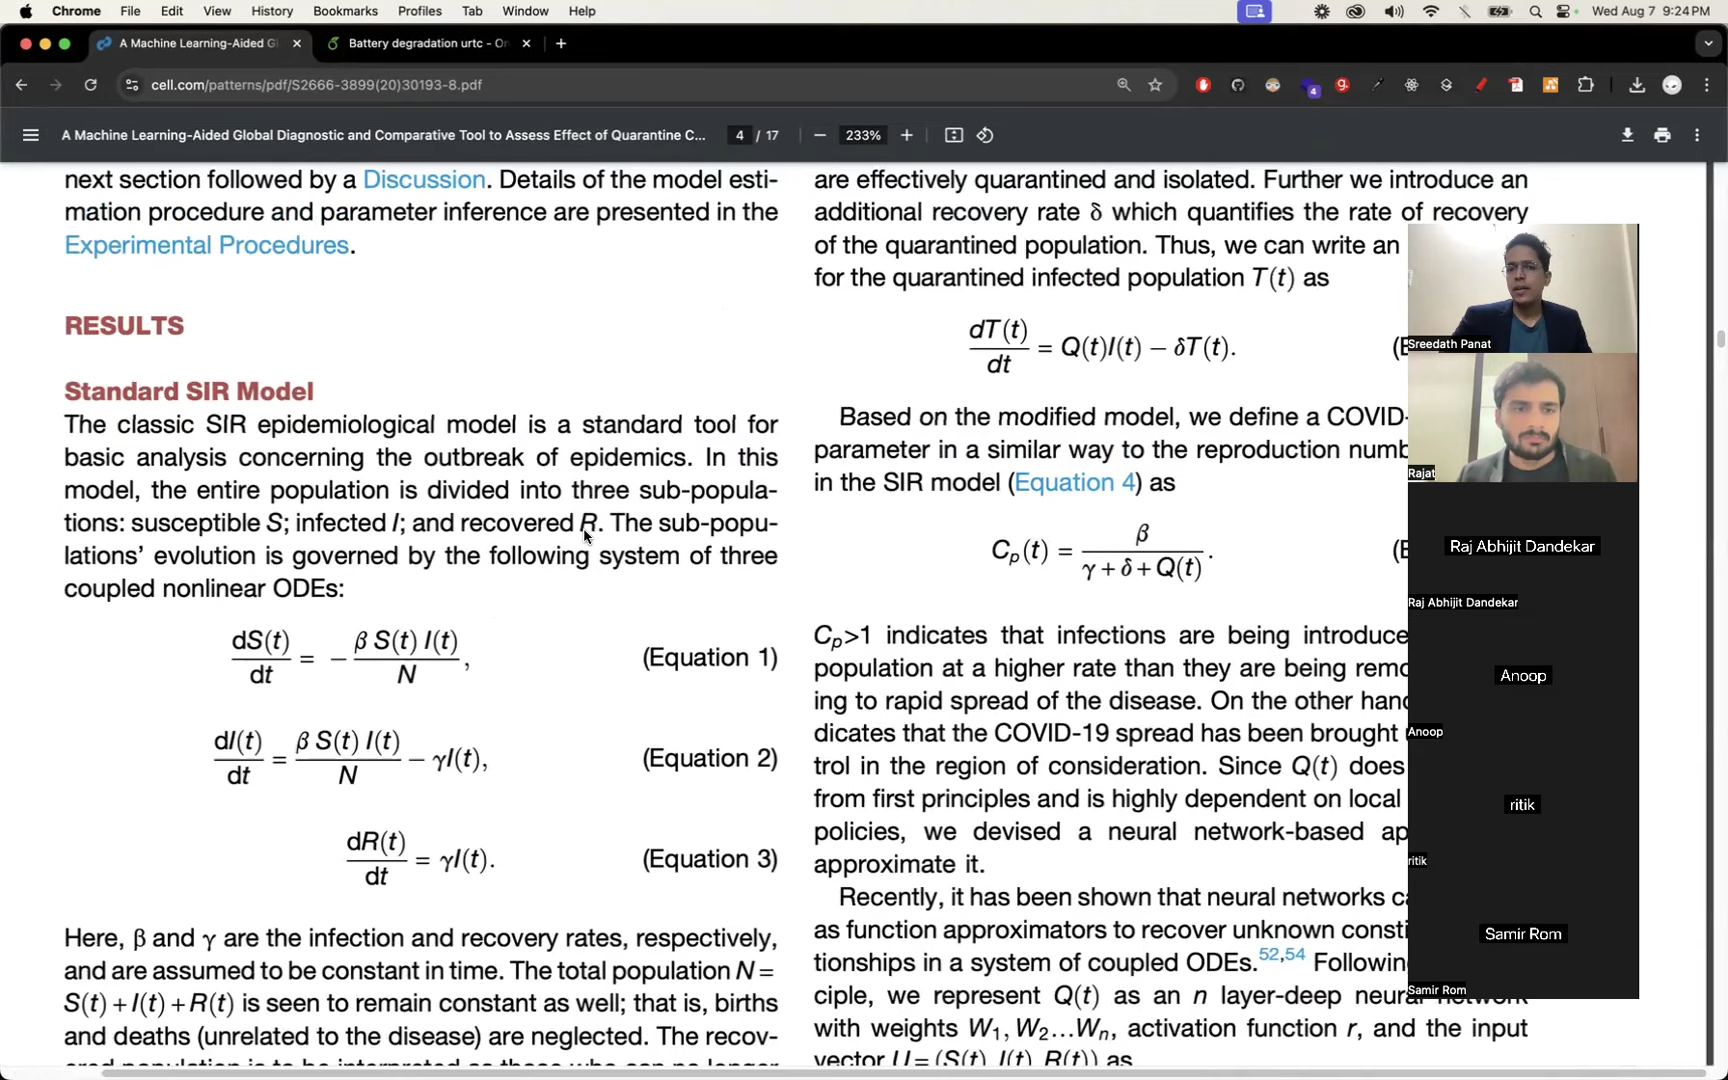 Chrome File Edit View History Bookmarks Profiles Tab Window Help Wed Aug 7 9:24 PM
A Machine Learning-Aided Gl
Battery degradation urtc - O
cell.com/patterns/pdf/S2666-3899(20)30193-8.pdf
4
A Machine Learning-Aided Global Diagnostic and Comparative Tool to Assess Effect of Quarantine C... 4 / 17 233%
next section followed by a Discussion. Details of the model esti-
mation procedure and parameter inference are presented in the
Experimental Procedures.
RESULTS
Standard SIR Model
The classic SIR epidemiological model is a standard tool for
basic analysis concerning the outbreak of epidemics. In this
model, the entire population is divided into three sub-popula-
tions: susceptible S; infected I; and recovered R. The sub-popu-
lations' evolution is governed by the following system of three
coupled nonlinear ODEs:
dS(t)/dt = − β S(t) I(t)/N, (Equation 1)
dI(t)/dt = β S(t) I(t)/N − γI(t), (Equation 2)
dR(t)/dt = γI(t). (Equation 3)
Here, β and γ are the infection and recovery rates, respectively,
and are assumed to be constant in time. The total population N =
S(t) + I(t) + R(t) is seen to remain constant as well; that is, births
and deaths (unrelated to the disease) are neglected. The recov-
ered population is to be interpreted as those who can no longer
are effectively quarantined and isolated. Further we introduce an
additional recovery rate δ which quantifies the rate of recovery
of the quarantined population. Thus, we can write an
for the quarantined infected population T(t) as
dT(t)/dt = Q(t)I(t) − δT(t). (E
Based on the modified model, we define a COVID-
parameter in a similar way to the reproduction numb
in the SIR model (Equation 4) as
Cp(t) = β/(γ + δ + Q(t)). (E
Cp>1 indicates that infections are being introduce
population at a higher rate than they are being remo
ing to rapid spread of the disease. On the other hand
dicates that the COVID-19 spread has been brought
trol in the region of consideration. Since Q(t) does
from first principles and is highly dependent on local
policies, we devised a neural network-based ap
approximate it.
Recently, it has been shown that neural networks ca
as function approximators to recover unknown consti
tionships in a system of coupled ODEs.52,54 Followin
ciple, we represent Q(t) as an n layer-deep neural network
with weights W1, W2...Wn, activation function r, and the input
vector U = (S(t), I(t), R(t)) as
Sreedath Panat
Rajat
Raj Abhijit Dandekar
Raj Abhijit Dandekar
Anoop
Anoop
ritik
ritik
Samir Rom
Samir Rom